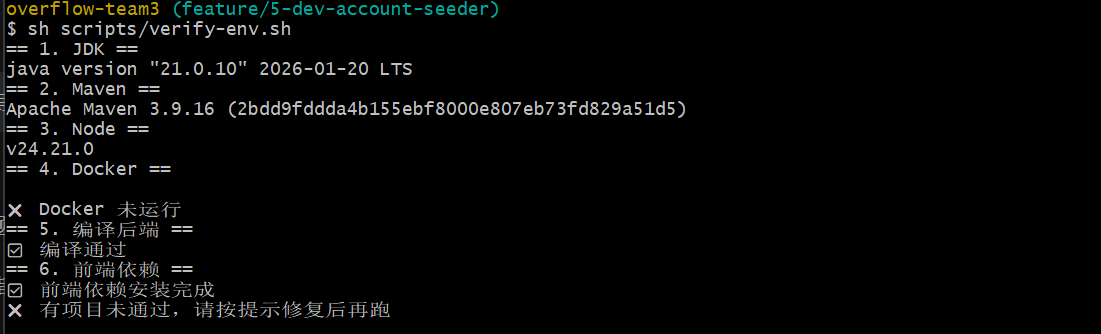 overflow-team3 (feature/5-dev-account-seeder)
$ sh scripts/verify-env.sh
== 1. JDK ==
java version "21.0.10" 2026-01-20 LTS
== 2. Maven ==
Apache Maven 3.9.16 (2bdd9fddda4b155ebf8000e807eb73fd829a51d5)
== 3. Node ==
v24.21.0
== 4. Docker ==
❌ Docker 未运行
== 5. 编译后端 ==
☑ 编译通过
== 6. 前端依赖 ==
☑ 前端依赖安装完成
❌ 有项目未通过，请按提示修复后再跑